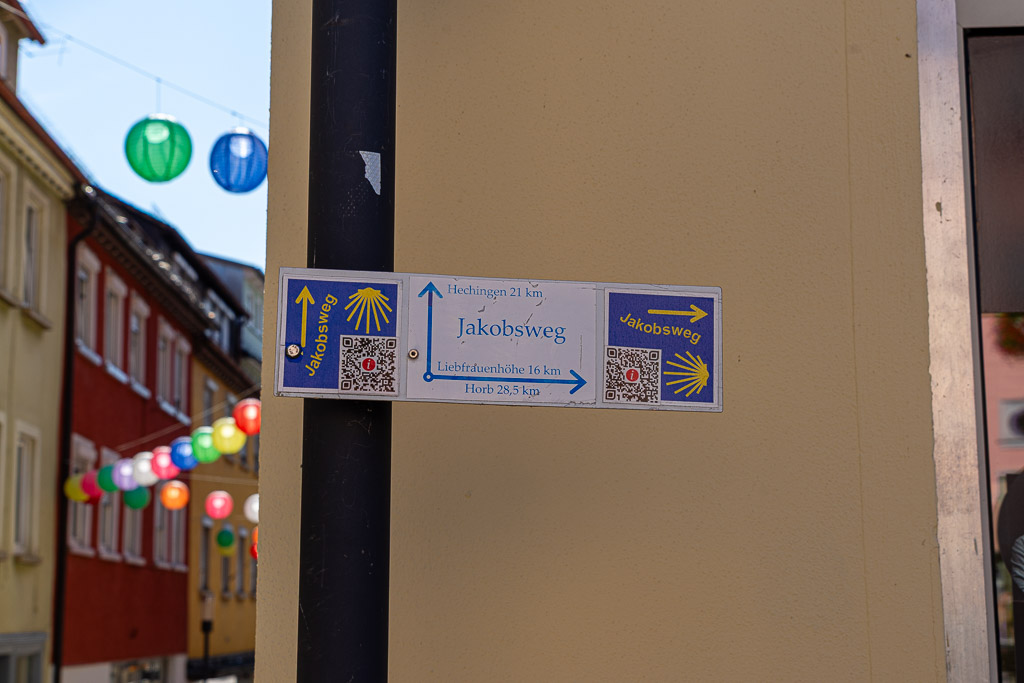 Jakobsweg
i
Hechingen 21 km
Jakobsweg
Liebfrauenhöhe 16 km
Horb 28,5 km
Jakobsweg
i